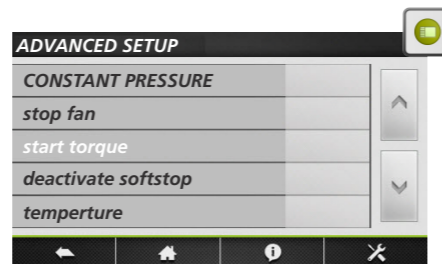 ADVANCED SETUP
CONSTANT PRESSURE
stop fan
start torque
deactivate softstop
temperture